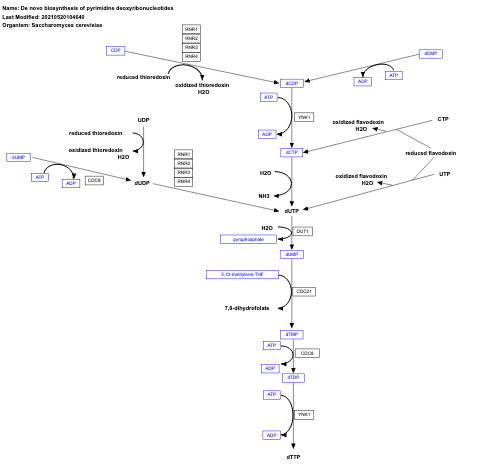 Name: De novo biosynthesis of pyrimidine deoxyribonucleotides
Last Modified: 20210520104640
Organism: Saccharomyces cerevisiae
RNR1
RNR2
RNR3
RNR4
CDP
dCMP
reduced thioredoxin
oxidized thioredoxin
H2O
ATP
ADP
dCDP
ATP
YNK1
ADP
UDP
CTP
oxidized flavodoxin
H2O
reduced thioredoxin
oxidized thioredoxin
H2O
dCTP
reduced flavodoxin
dUMP
RNR1
RNR2
RNR3
RNR4
ATP
ADP
CDC8
dUDP
H2O
NH3
oxidized flavodoxin
H2O
UTP
dUTP
H2O
DUT1
pyrophosphate
dUMP
5,10-methylene-THF
CDC21
7,8-dihydrofolate
dTMP
ATP
CDC8
ADP
dTDP
ATP
YNK1
ADP
dTTP